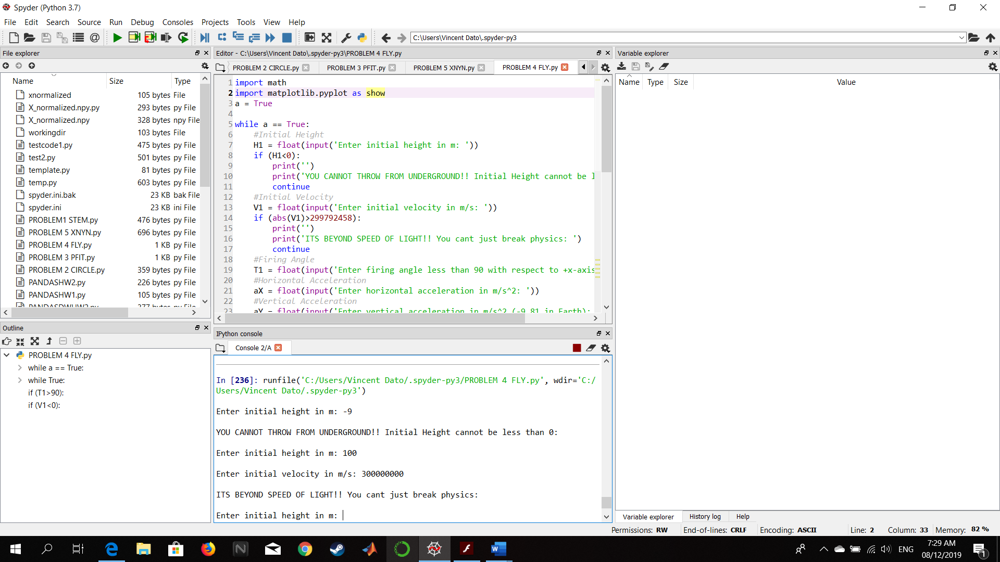 Spyder (Python 3.7)
File Edit Search Source Run Debug Consoles Projects Tools View Help
C:\Users\Vincent Dato\.spyder-py3
File explorer
Name Size Type
xnormalized 105 bytes File
X_normalized.npy.py 293 bytes py File
X_normalized.npy 328 bytes npy File
workingdir 103 bytes File
testcode1.py 475 bytes py File
test2.py 501 bytes py File
template.py 81 bytes py File
temp.py 603 bytes py File
spyder.ini.bak 23 KB bak File
spyder.ini 23 KB ini File
PROBLEM1 STEM.py 476 bytes py File
PROBLEM 5 XNYN.py 696 bytes py File
PROBLEM 4 FLY.py 1 KB py File
PROBLEM 3 PFIT.py 1 KB py File
PROBLEM 2 CIRCLE.py 359 bytes py File
PANDASHW2.py 226 bytes py File
PANDASHW1.py 105 bytes py File
Outline
PROBLEM 4 FLY.py
while a == True:
while True:
if (T1>90):
if (V1<0):
Editor - C:\Users\Vincent Dato\.spyder-py3\PROBLEM 4 FLY.py
PROBLEM 2 CIRCLE.py PROBLEM 3 PFIT.py PROBLEM 5 XNYN.py PROBLEM 4 FLY.py
1 import math
2 import matplotlib.pyplot as show
3 a = True
4
5 while a == True:
6 #Initial Height
7 H1 = float(input('Enter initial height in m: '))
8 if (H1<0):
9 print('')
10 print('YOU CANNOT THROW FROM UNDERGROUND!! Initial Height cannot be l
11 continue
12 #Initial Velocity
13 V1 = float(input('Enter initial velocity in m/s: '))
14 if (abs(V1)>299792458):
15 print('')
16 print('ITS BEYOND SPEED OF LIGHT!! You cant just break physics: ')
17 continue
18 #Firing Angle
19 T1 = float(input('Enter firing angle less than 90 with respect to +x-axis
20 #Horizontal Acceleration
21 aX = float(input('Enter horizontal acceleration in m/s^2: '))
22 #Vertical Acceleration
23 aY = float(input('Enter vertical acceleration in m/s^2 (-9.81 in Earth):
IPython console
Console 2/A
In [236]: runfile('C:/Users/Vincent Dato/.spyder-py3/PROBLEM 4 FLY.py', wdir='C:/
Users/Vincent Dato/.spyder-py3')
Enter initial height in m: -9
YOU CANNOT THROW FROM UNDERGROUND!! Initial Height cannot be less than 0:
Enter initial height in m: 100
Enter initial velocity in m/s: 300000000
ITS BEYOND SPEED OF LIGHT!! You cant just break physics:
Enter initial height in m:
Variable explorer
Name Type Size Value
Variable explorer History log Help
Permissions: RW End-of-lines: CRLF Encoding: ASCII Line: 2 Column: 33 Memory: 82 %
ENG
7:29 AM
08/12/2019
1